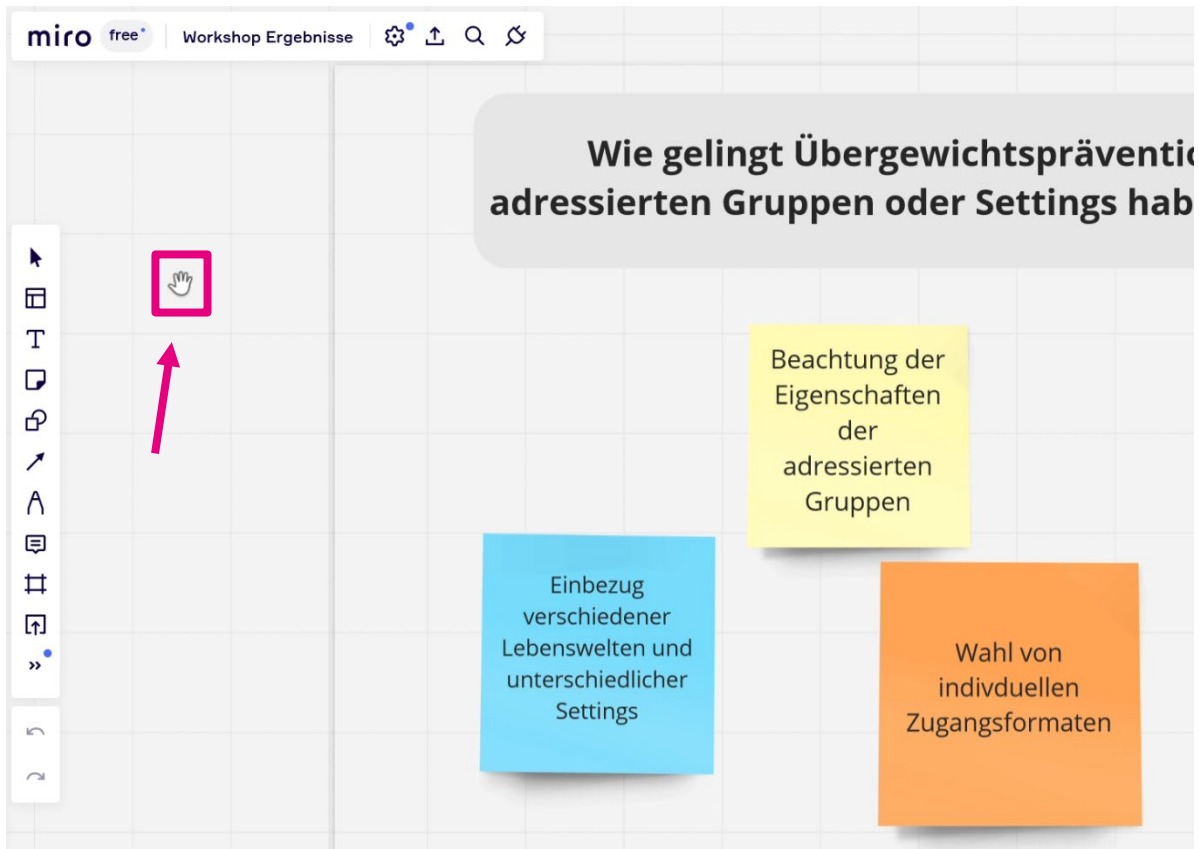 miro free Workshop Ergebnisse
Wie gelingt Übergewichtspräventio
adressierten Gruppen oder Settings hab
Beachtung der
Eigenschaften
der
adressierten
Gruppen
Einbezug
verschiedener
Lebenswelten und
unterschiedlicher
Settings
Wahl von
indivduellen
Zugangsformaten